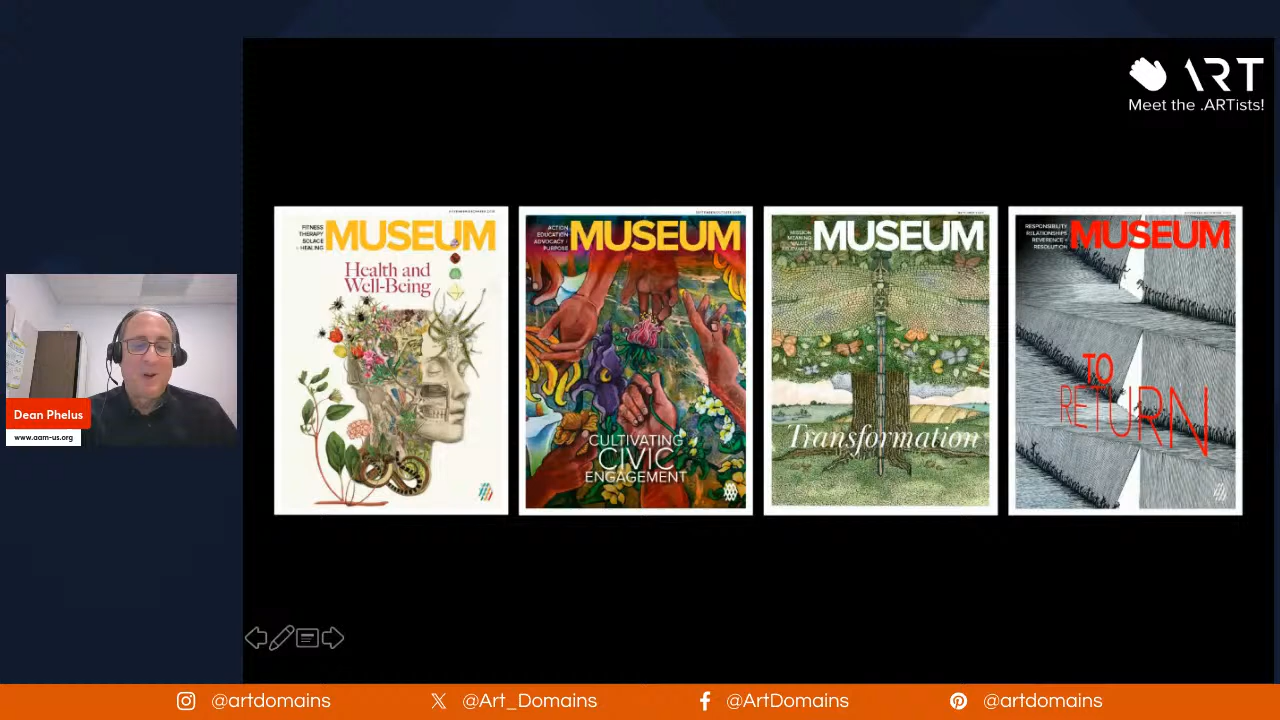 ART
Meet the .ARTists!
FITNESS
THERAPY
SOLACE
HEALING
MUSEUM
Health and
Well-Being
ACTION
EDUCATION
ADVOCACY
PURPOSE
MUSEUM
CULTIVATING
CIVIC
ENGAGEMENT
MISSION
MEANING
VALUE
MUSEUM
Transformation
RESPONSIBILITY
RELATIONSHIPS
REVERENCE
RESOLUTION
MUSEUM
TO
RETURN
Dean Phelus
www.aam-us.org
@artdomains
@Art_Domains
@ArtDomains
@artdomains